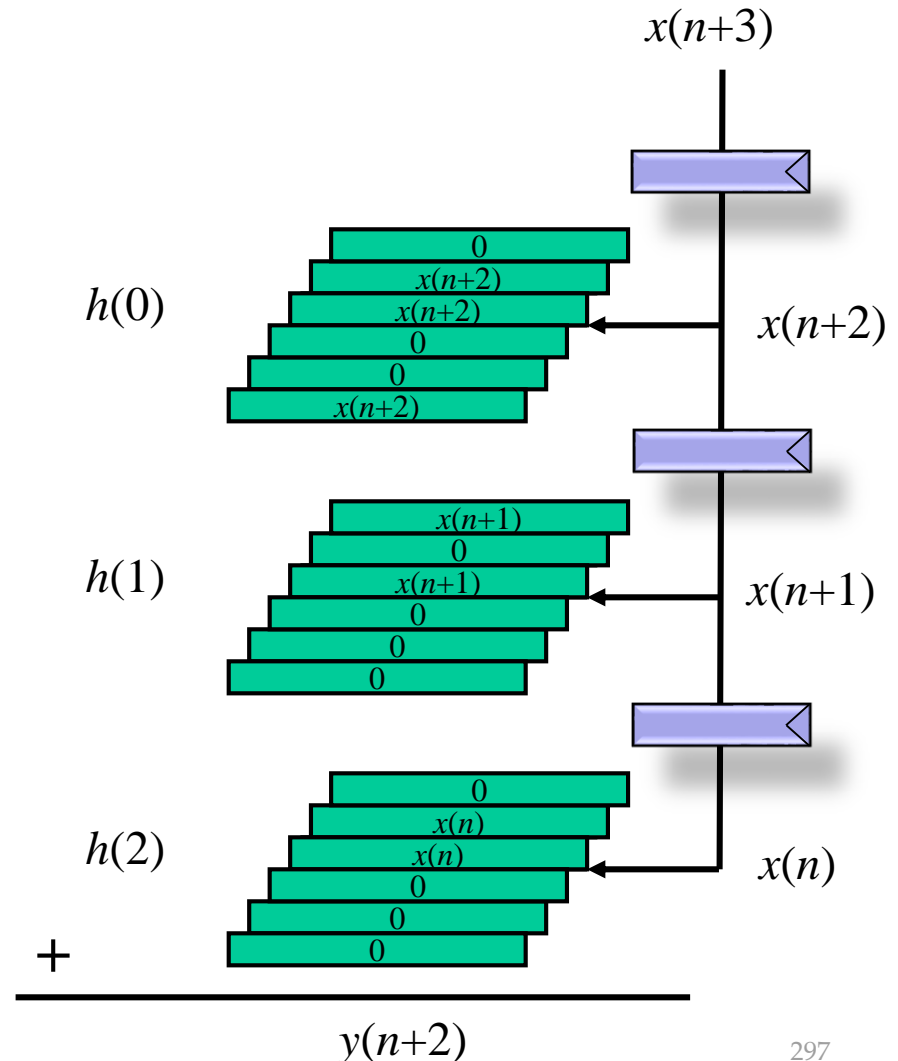 x(n+3)
0
x(n+2)
h(0)
x(n+2)
x(n+2)
0
0
x(n+2)
x(n+1)
0
h(1)
x(n+1)
x(n+1)
0
0
0
0
x(n)
h(2)
x(n)
x(n)
0
0
0
+
y(n+2)
297